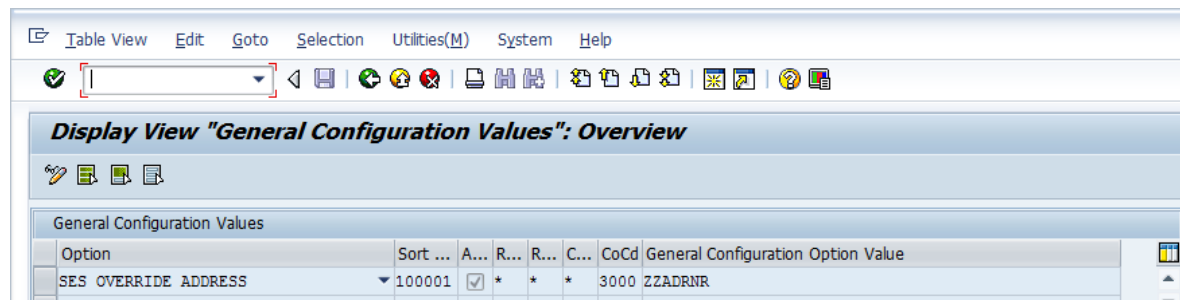 Table View Edit Goto Selection Utilities(M) System Help
Display View "General Configuration Values": Overview
General Configuration Values
Option Sort ... A... R... R... C... CoCd General Configuration Option Value
SES OVERRIDE ADDRESS 100001 * * * 3000 ZZADRNR